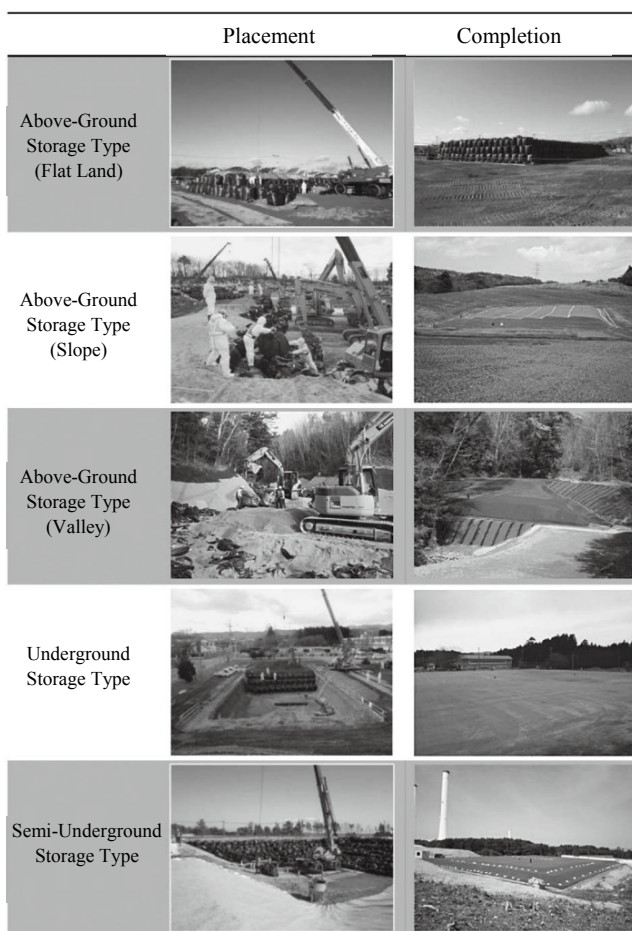 Placement
Completion
Above-Ground
Storage Type
(Flat Land)
Above-Ground
Storage Type
(Slope)
Above-Ground
Storage Type
(Valley)
Underground
Storage Type
Semi-Underground
Storage Type